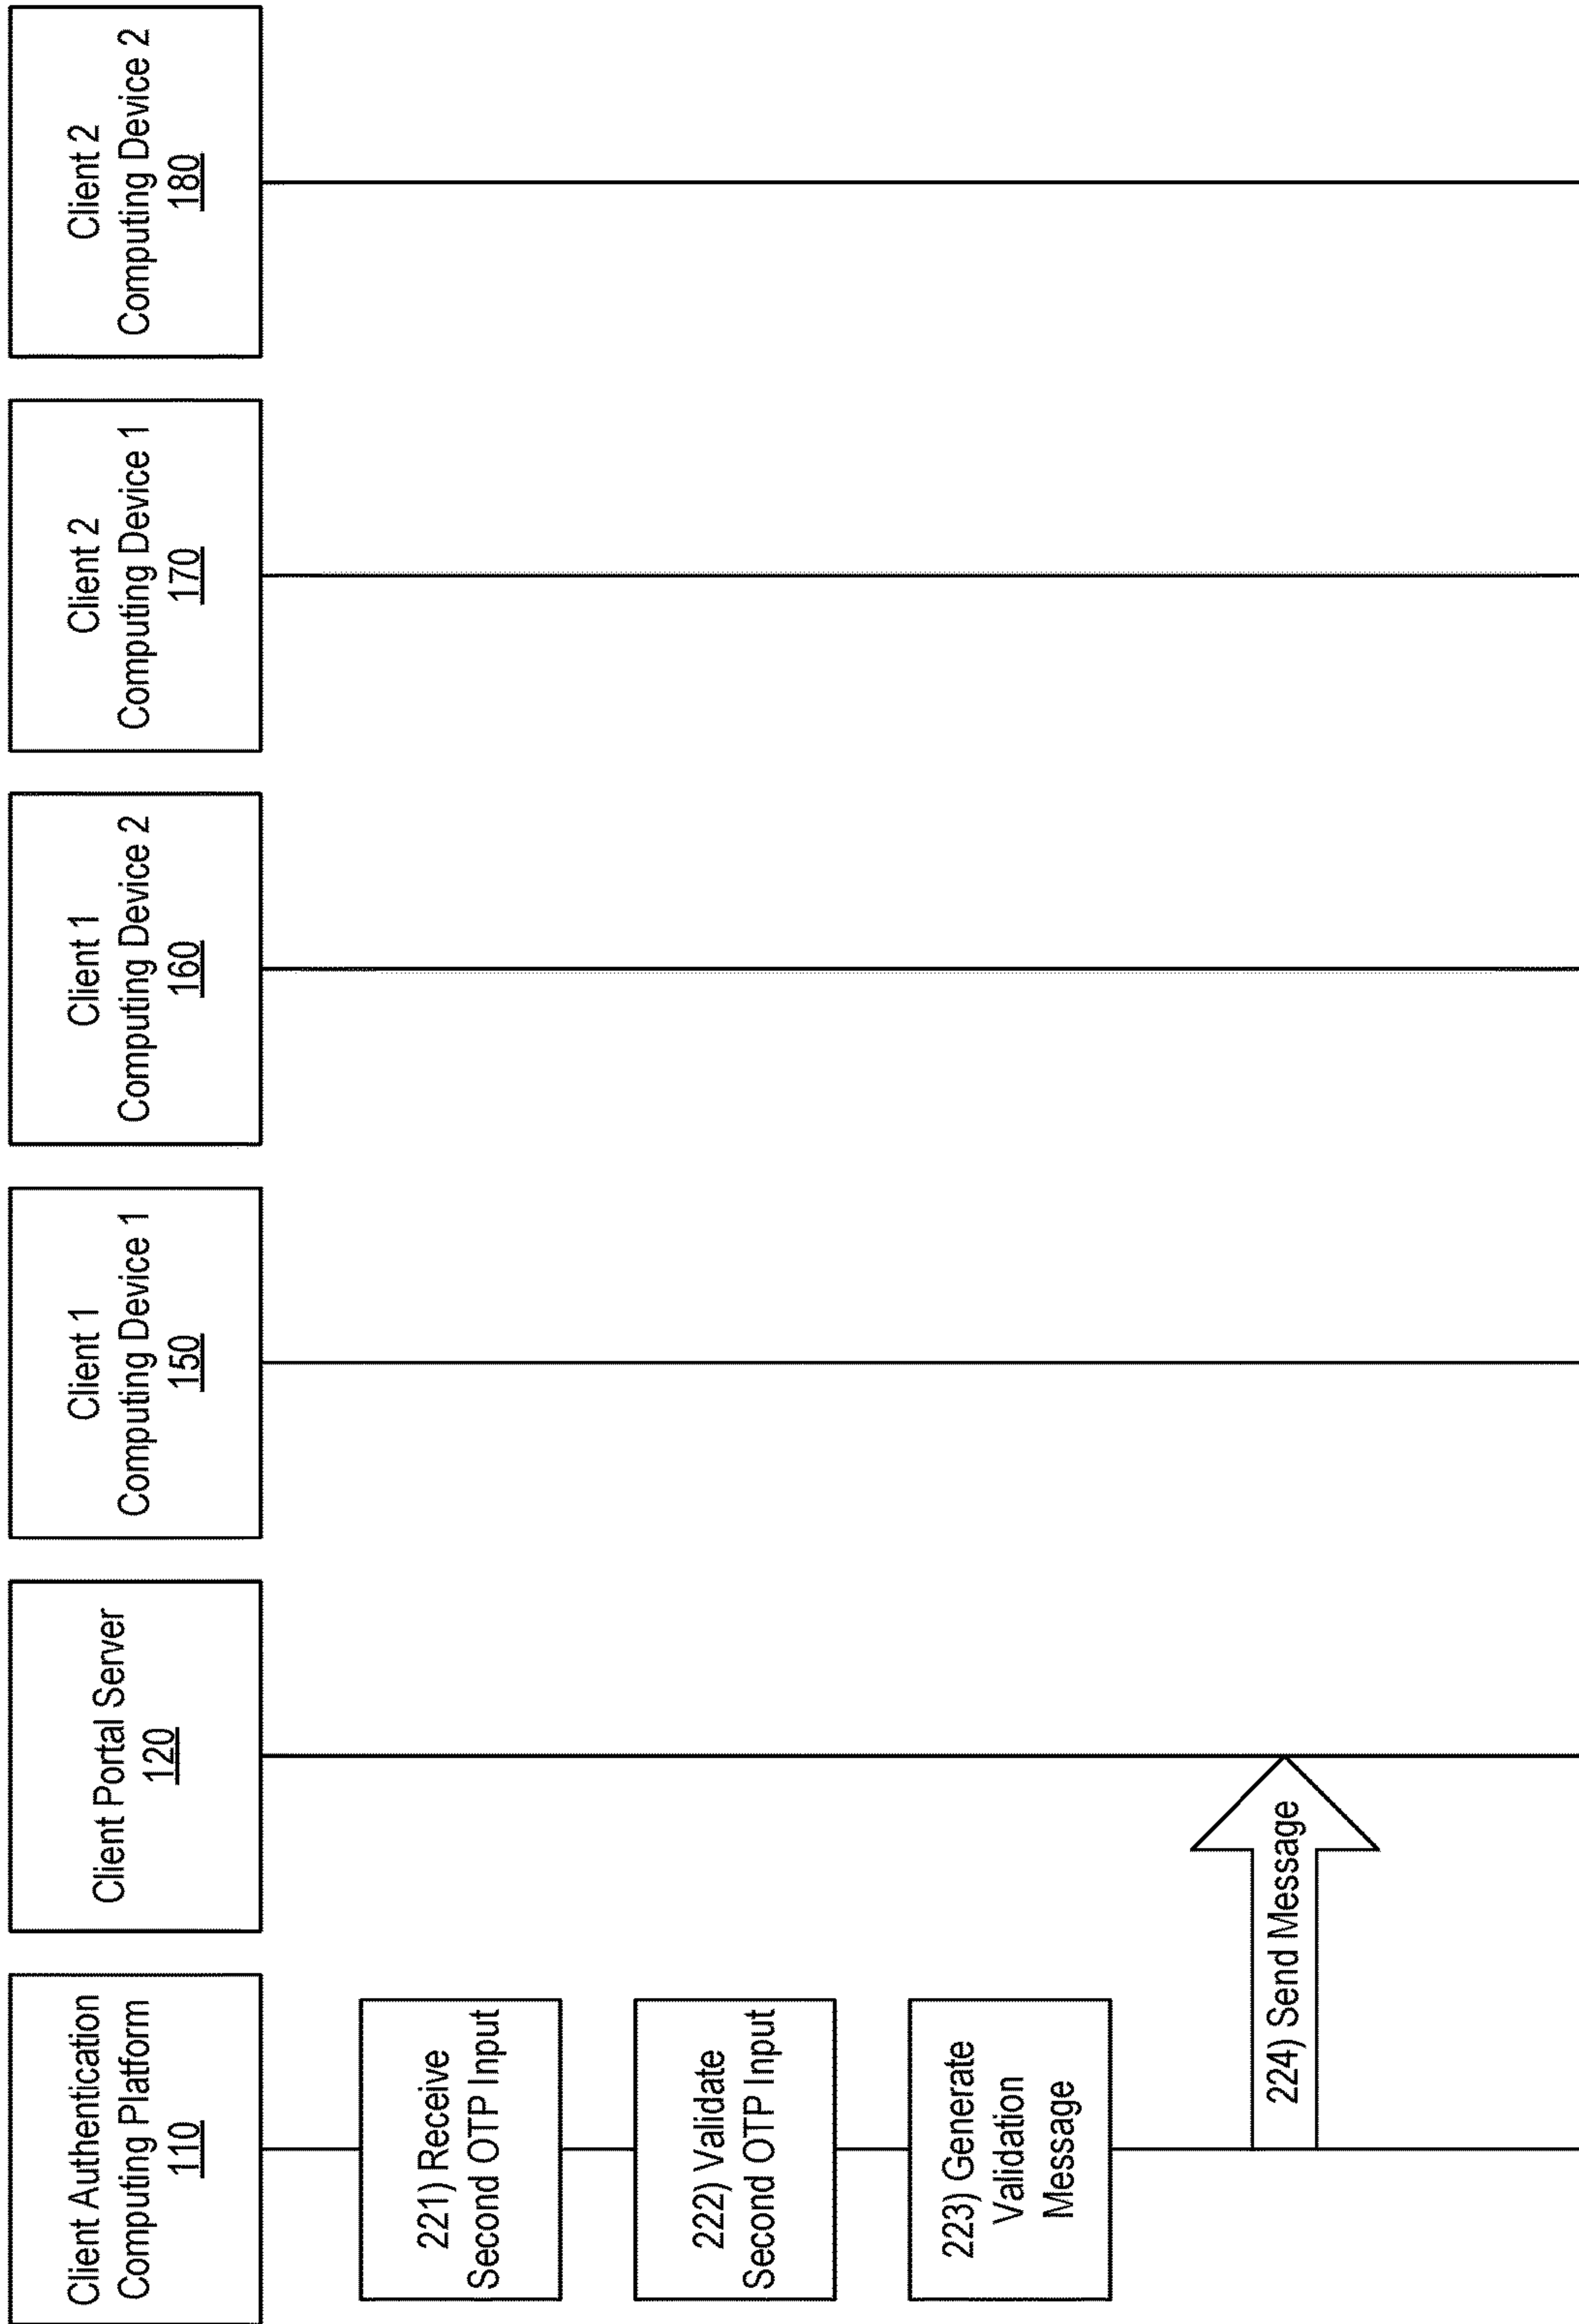 Client Authentication
Computing Platform
110
Client Portal Server
120
Client 1
Computing Device 1
150
Client 1
Computing Device 2
160
Client 2
Computing Device 1
170
Client 2
Computing Device 2
180
221) Receive
Second OTP Input
222) Validate
Second OTP Input
223) Generate
Validation
Message
224) Send Message